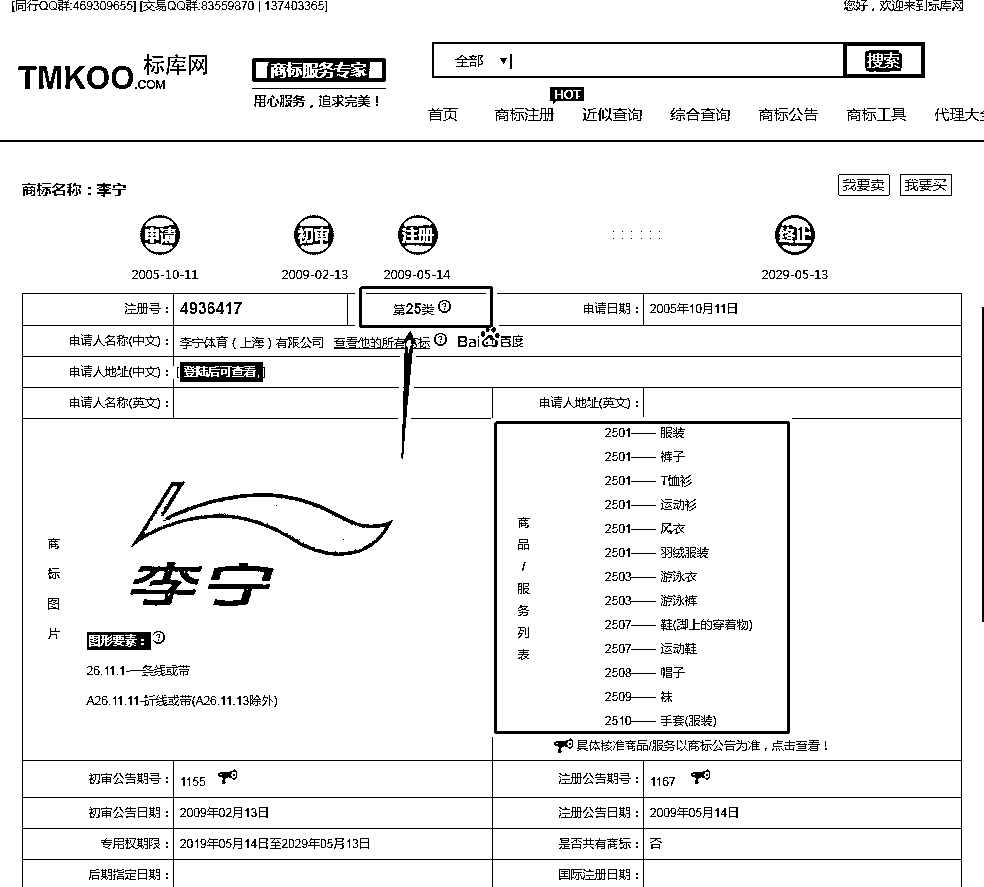 [同行QQ群:469309655] [交易QQ群:83559870 | 137403365] 您好，欢迎来到标库网
TMKOO.COM 标库网
商标服务专家
用心服务，追求完美！
全部 ▼ 搜索
HOT
首页 商标注册 近似查询 综合查询 商标公告 商标工具 代理大全
商标名称：李宁 我要卖 我要买
申请 初审 注册 :::::: 终止
2005-10-11 2009-02-13 2009-05-14 2029-05-13
注册号： 4936417 第25类 ? 申请日期： 2005年10月11日
申请人名称(中文)： 李宁体育（上海）有限公司 查看他的所有商标 ? Bai百度
申请人地址(中文)： [登陆后可查看,]
申请人名称(英文)： 申请人地址(英文)：
商标图片
李宁
图形要素： ?
26.11.1-一条线或带
A26.11.11-折线或带(A26.11.13除外)
商品/服务列表
2501—— 服装
2501—— 裤子
2501—— T恤衫
2501—— 运动衫
2501—— 风衣
2501—— 羽绒服装
2503—— 游泳衣
2503—— 游泳裤
2507—— 鞋(脚上的穿着物)
2507—— 运动鞋
2508—— 帽子
2509—— 袜
2510—— 手套(服装)
具体核准商品/服务以商标公告为准，点击查看！
初审公告期号： 1155 注册公告期号： 1167
初审公告日期： 2009年02月13日 注册公告日期： 2009年05月14日
专用权期限： 2019年05月14日至2029年05月13日 是否共有商标： 否
后期指定日期： 国际注册日期：